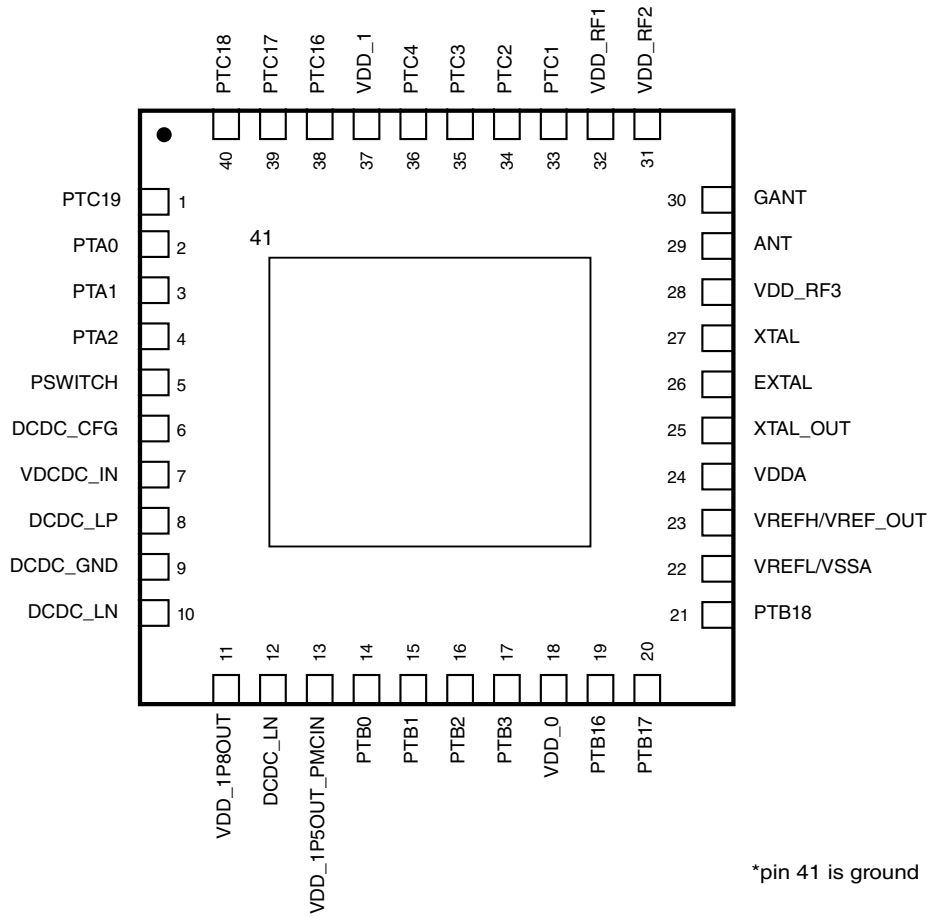 PTC18
PTC17
PTC16
VDD_1
PTC4
PTC3
PTC2
PTC1
VDD_RF1
VDD_RF2
40
39
38
37
36
35
34
33
32
31
PTC19 1
PTA0 2
PTA1 3
PTA2 4
PSWITCH 5
DCDC_CFG 6
VDCDC_IN 7
DCDC_LP 8
DCDC_GND 9
DCDC_LN 10
41
30 GANT
29 ANT
28 VDD_RF3
27 XTAL
26 EXTAL
25 XTAL_OUT
24 VDDA
23 VREFH/VREF_OUT
22 VREFL/VSSA
21 PTB18
11
12
13
14
15
16
17
18
19
20
VDD_1P8OUT
DCDC_LN
VDD_1P5OUT_PMCIN
PTB0
PTB1
PTB2
PTB3
VDD_0
PTB16
PTB17
*pin 41 is ground